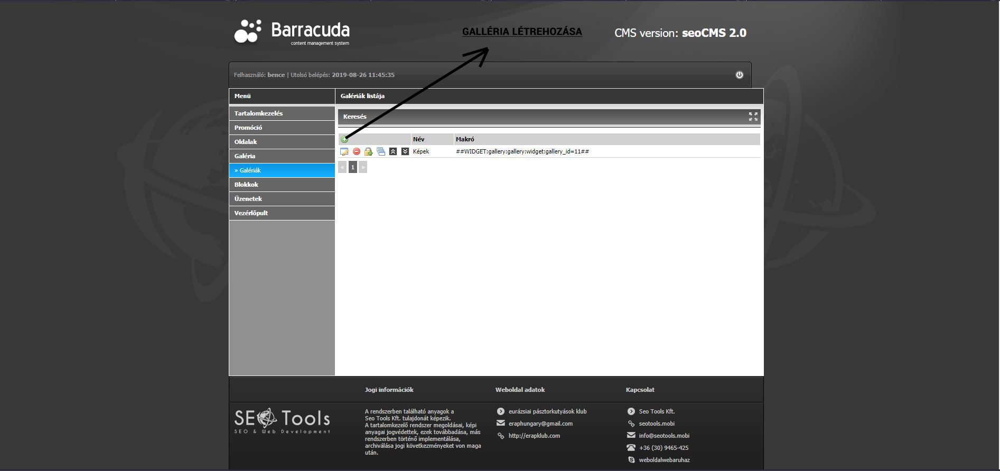 Barracuda
content management system
GALLÉRIA LÉTREHOZÁSA
CMS version: seoCMS 2.0
Felhasználó: bence | Utolsó belépés: 2019-08-26 11:45:35
Menü
Tartalomkezelés
Promóció
Oldalak
Galéria
» Galériák
Blokkok
Üzenetek
Vezérlőpult
Galériák listája
Keresés
Név Makró
Képek ##WIDGET:gallery:gallery:widget:gallery_id=11##
« 1 »
SEO Tools
SEO & Web Development
Jogi információk
A rendszerben található anyagok a
Seo Tools Kft. tulajdonát képezik.
A tartalomkezelő rendszer megoldásai, képi
anyagai jogvédettek, ezek továbbadása, más
rendszerben történő implementálása,
archiválása jogi következményeket von maga
után.
Weboldal adatok
eurázsiai pásztorkutyások klub
eraphungary@gmail.com
http://erapklub.com
Kapcsolat
Seo Tools Kft.
seotools.mobi
info@seotools.mobi
+36 (30) 9465-425
weboldalwebaruhaz